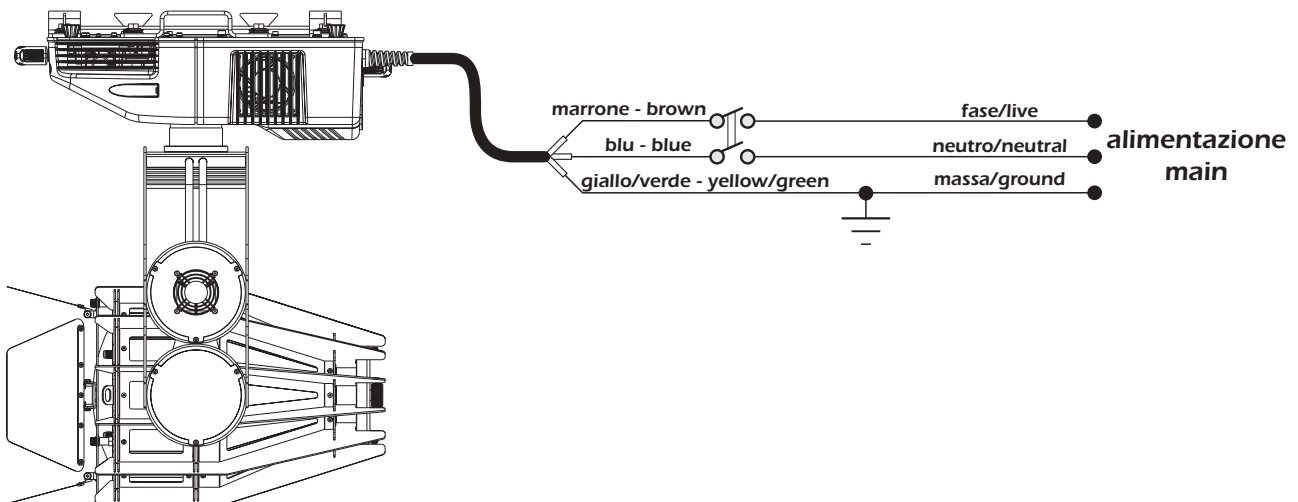 marrone - brown
fase/live
blu - blue
neutro/neutral
giallo/verde - yellow/green
massa/ground
alimentazione
main